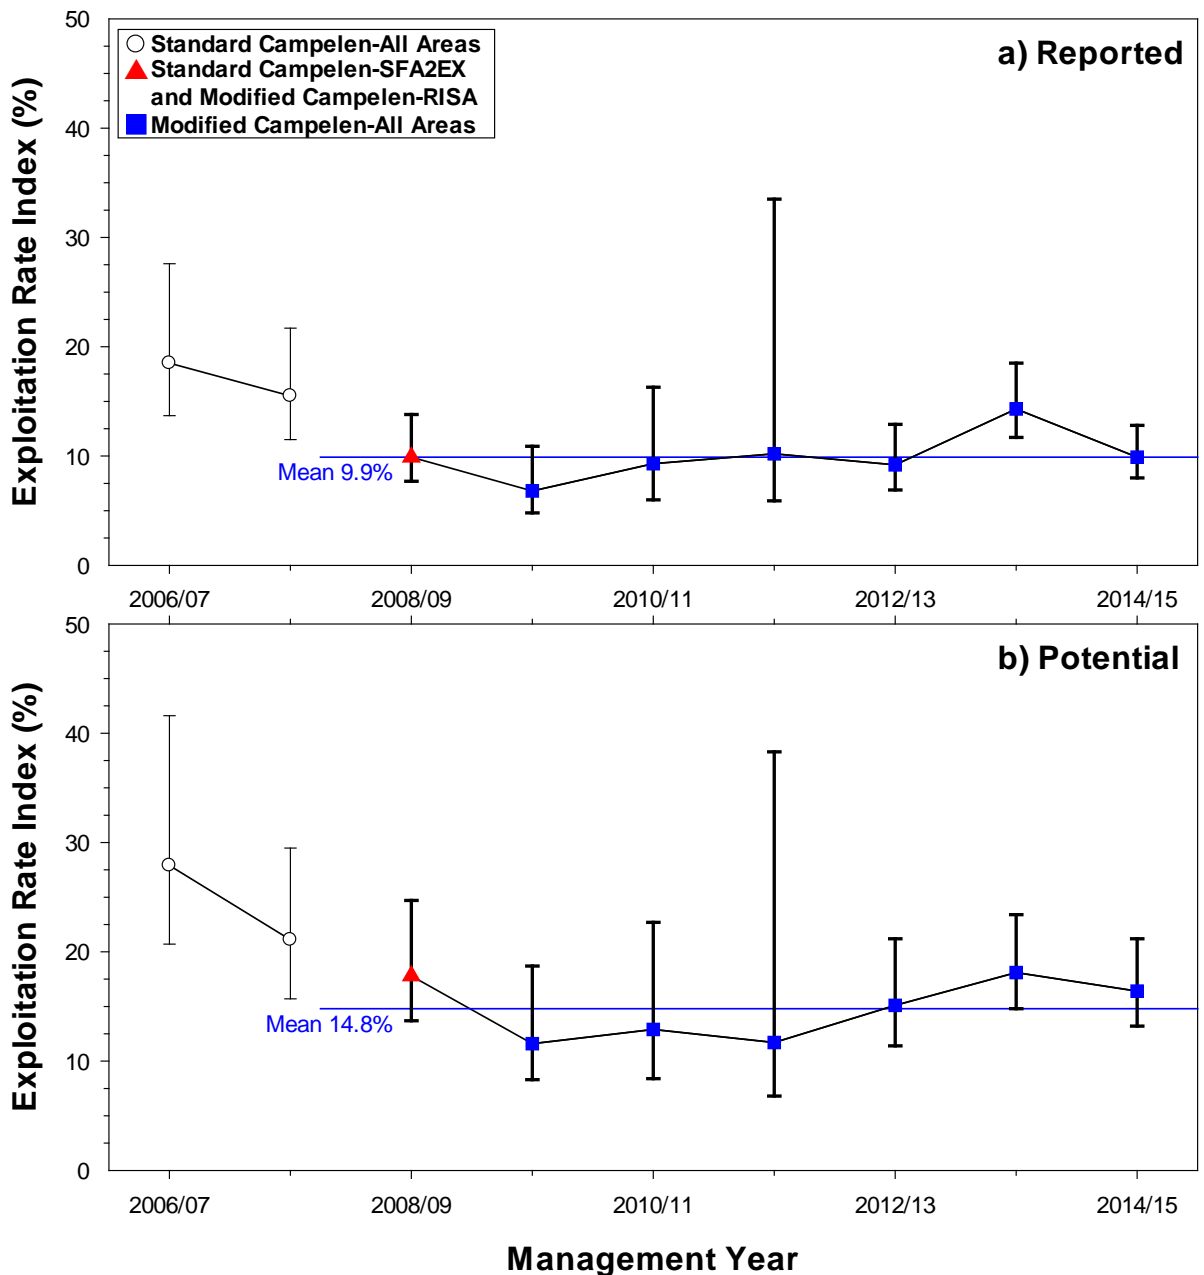 50
40
30
20
10
0
Exploitation Rate Index (%)
Standard Campelen-All Areas
Standard Campelen-SFA2EX
and Modified Campelen-RISA
Modified Campelen-All Areas
a) Reported
Mean 9.9%
2006/07 2008/09 2010/11 2012/13 2014/15
50
40
30
20
10
0
Exploitation Rate Index (%)
b) Potential
Mean 14.8%
2006/07 2008/09 2010/11 2012/13 2014/15
Management Year